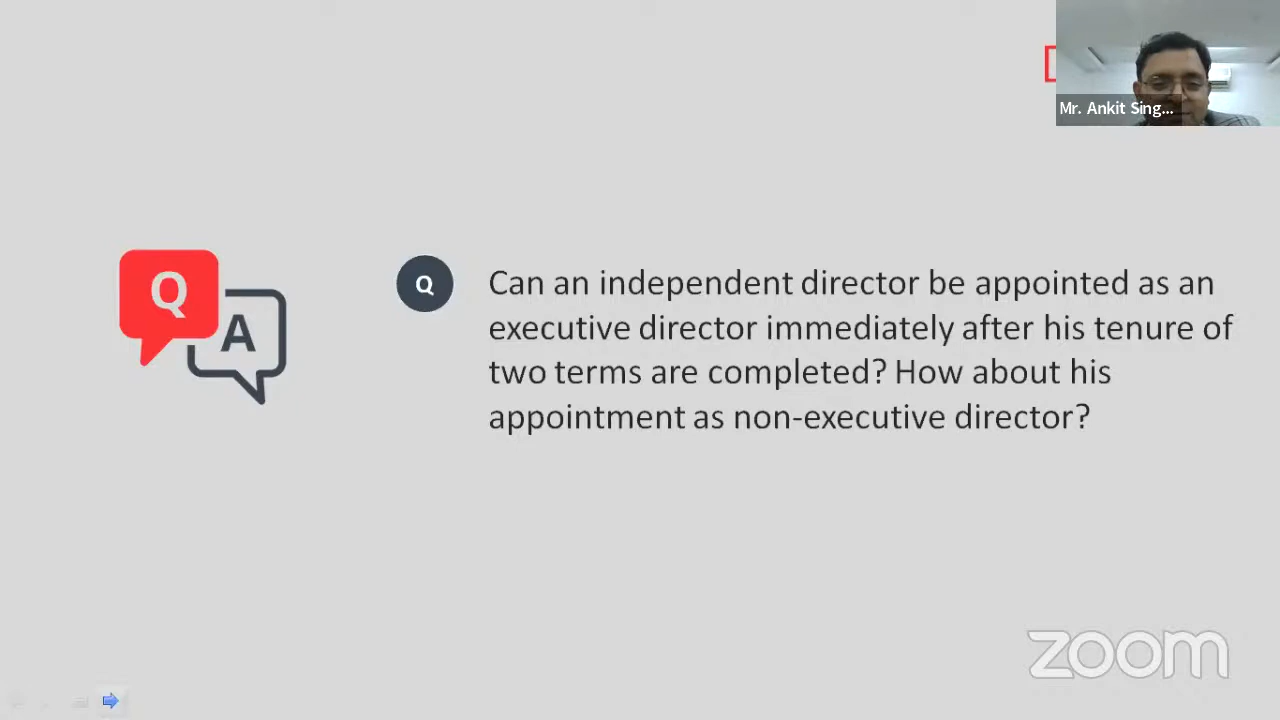 Mr. Ankit Sing...
Q
A
Q
Can an independent director be appointed as an
executive director immediately after his tenure of
two terms are completed? How about his
appointment as non-executive director?
zoom